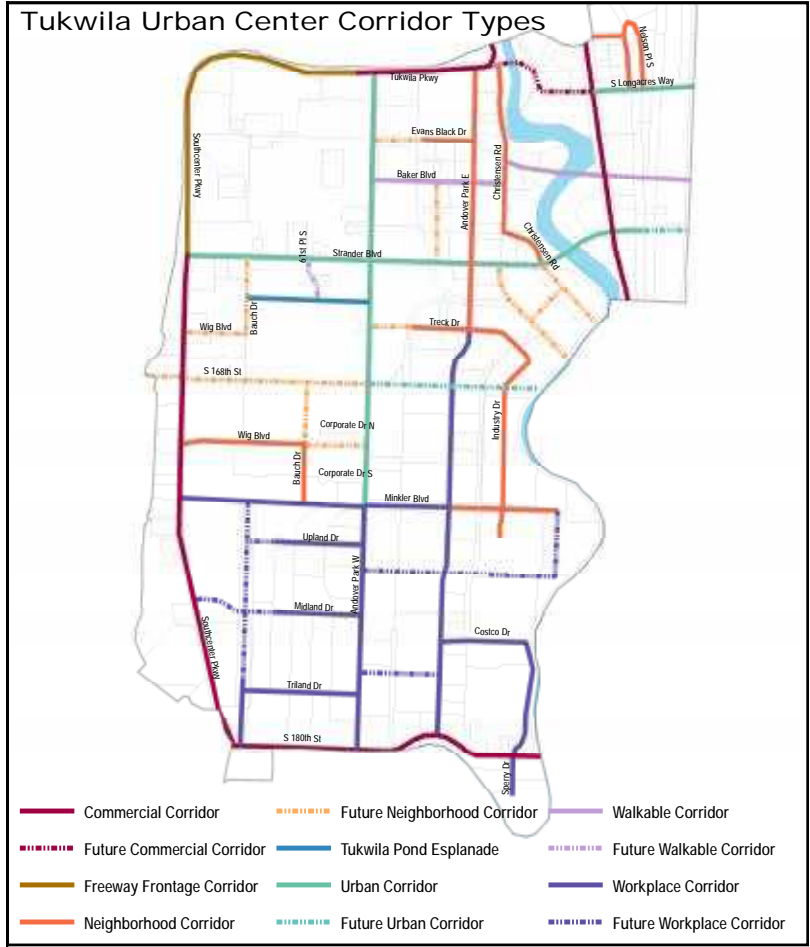 Tukwila Urban Center Corridor Types
Nelson Pl S
Tukwila Pkwy
S Longacres Way
Evans Black Dr
Southcenter Pkwy
Christensen Rd
Baker Blvd
Andover Park E
Christensen Rd
61st Pl S
Strander Blvd
Bauch Dr
Wig Blvd
Treck Dr
S 168th St
Industry Dr
Corporate Dr N
Wig Blvd
Bauch Dr
Corporate Dr S
Minkler Blvd
Upland Dr
Andover Park W
Midland Dr
Southcenter Pkwy
Costco Dr
Triland Dr
S 180th St
Sperry Dr
Commercial Corridor
Future Neighborhood Corridor
Walkable Corridor
Future Commercial Corridor
Tukwila Pond Esplanade
Future Walkable Corridor
Freeway Frontage Corridor
Urban Corridor
Workplace Corridor
Neighborhood Corridor
Future Urban Corridor
Future Workplace Corridor